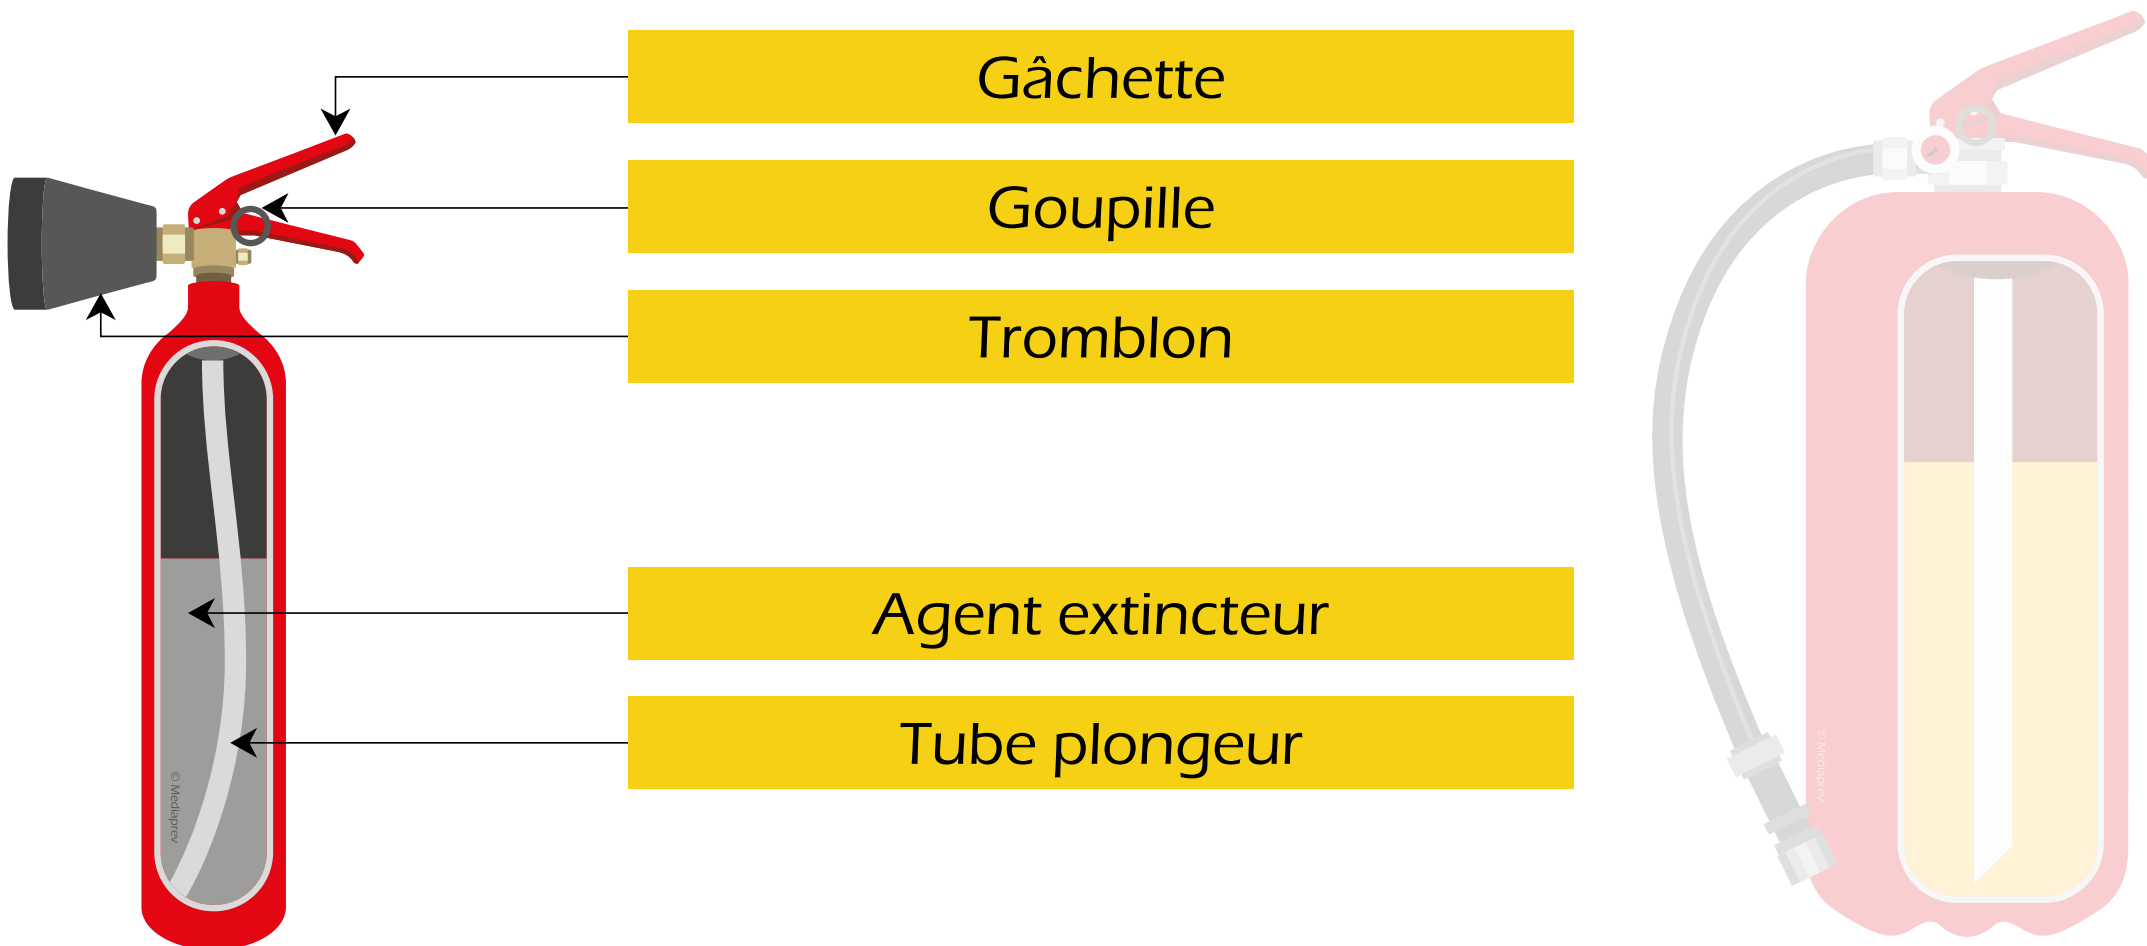 Gâchette
Goupille
Tromblon
Agent extincteur
Tube plongeur
© Mediaprev
© Mediaprev